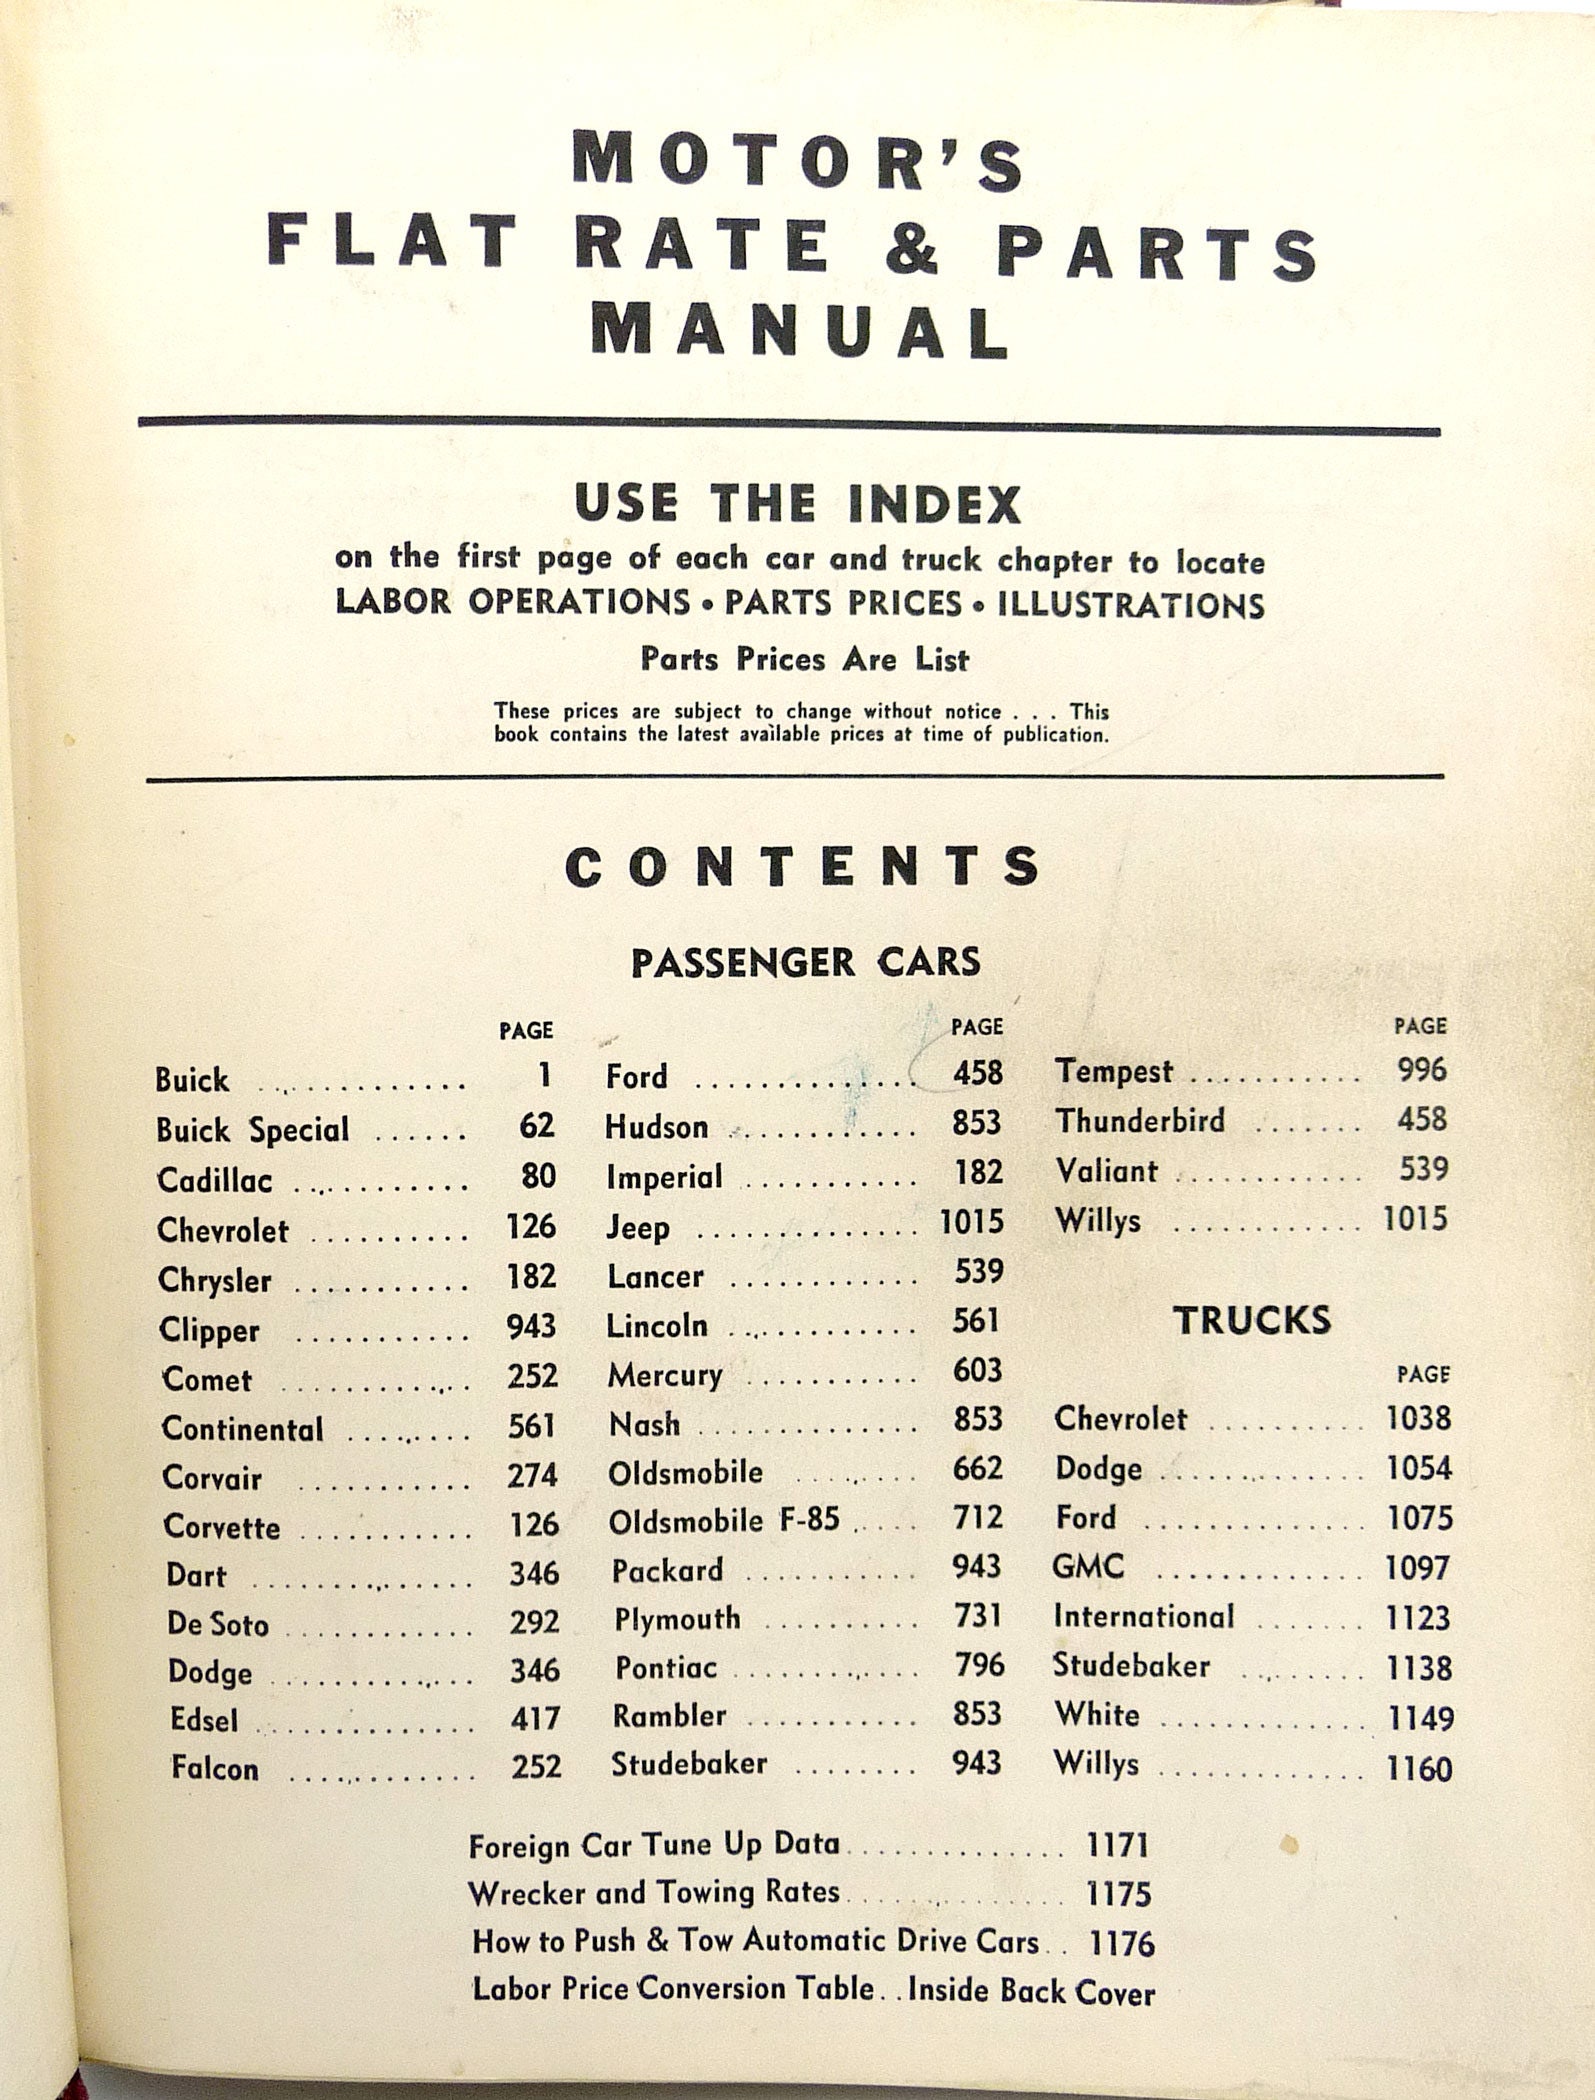 MOTOR'S
FLAT RATE & PARTS
MANUAL
USE THE INDEX
on the first page of each car and truck chapter to locate
LABOR OPERATIONS • PARTS PRICES • ILLUSTRATIONS
Parts Prices Are List
These prices are subject to change without notice . . . This
book contains the latest available prices at time of publication.
CONTENTS
PASSENGER CARS
PAGE
Buick ............. 1
Buick Special ...... 62
Cadillac ........... 80
Chevrolet .......... 126
Chrysler ........... 182
Clipper ........... 943
Comet ............ 252
Continental ........ 561
Corvair ........... 274
Corvette ........... 126
Dart .............. 346
De Soto ............ 292
Dodge ............. 346
Edsel .............. 417
Falcon ............ 252
PAGE
Ford .............. 458
Hudson ............ 853
Imperial ........... 182
Jeep .............. 1015
Lancer ............ 539
Lincoln ............ 561
Mercury ........... 603
Nash .............. 853
Oldsmobile ........ 662
Oldsmobile F-85 .... 712
Packard ........... 943
Plymouth .......... 731
Pontiac ............ 796
Rambler ........... 853
Studebaker ........ 943
PAGE
Tempest ........... 996
Thunderbird ....... 458
Valiant ............ 539
Willys ............ 1015
TRUCKS
PAGE
Chevrolet .......... 1038
Dodge ............. 1054
Ford .............. 1075
GMC ............. 1097
International ....... 1123
Studebaker ........ 1138
White ............. 1149
Willys ............. 1160
Foreign Car Tune Up Data.............. 1171
Wrecker and Towing Rates.............. 1175
How to Push & Tow Automatic Drive Cars.. 1176
Labor Price Conversion Table..Inside Back Cover